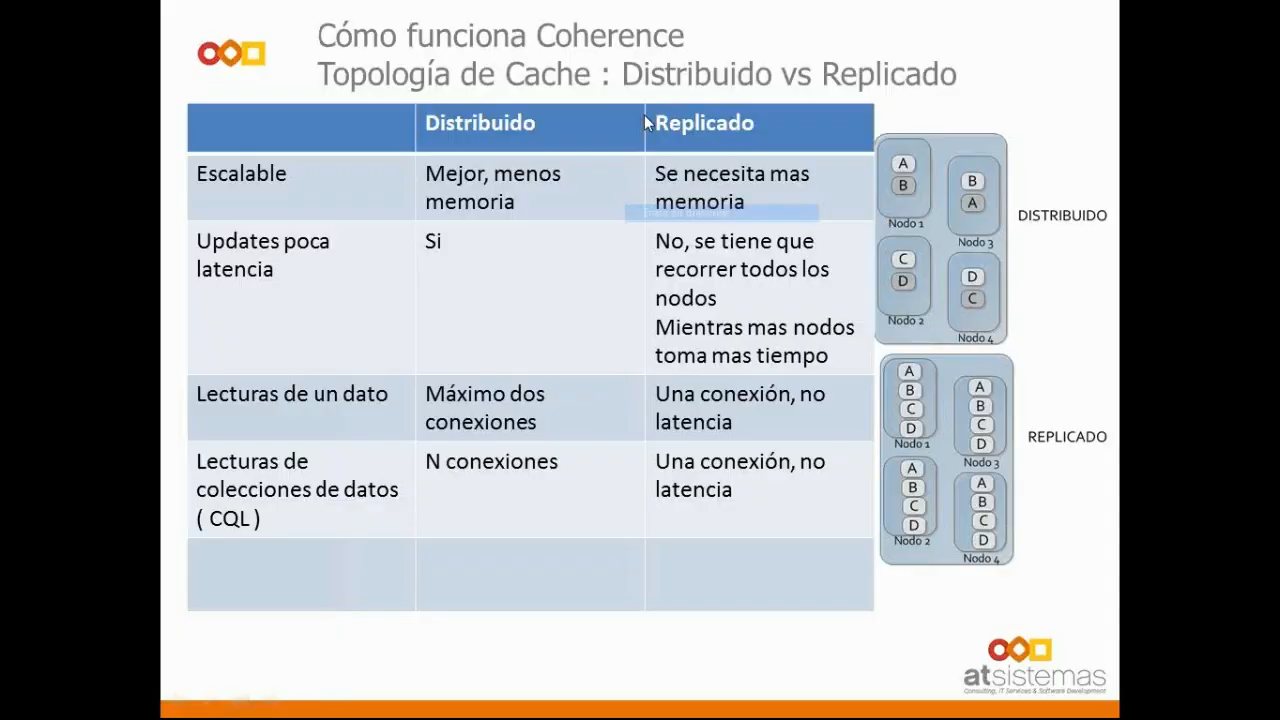 Cómo funciona Coherence
Topología de Cache : Distribuido vs Replicado
Distribuido
Replicado
Escalable
Mejor, menos
memoria
Se necesita mas
memoria
Updates poca
latencia
Si
No, se tiene que
recorrer todos los
nodos
Mientras mas nodos
toma mas tiempo
Lecturas de un dato
Máximo dos
conexiones
Una conexión, no
latencia
Lecturas de
colecciones de datos
( CQL )
N conexiones
Una conexión, no
latencia
A
B
Nodo 1
B
A
Nodo 3
C
D
Nodo 2
D
C
Nodo 4
DISTRIBUIDO
A
B
C
D
Nodo 1
A
B
C
D
Nodo 3
A
B
C
D
Nodo 2
A
B
C
D
Nodo 4
REPLICADO
atsistemas
Consulting, IT Services & Software Development